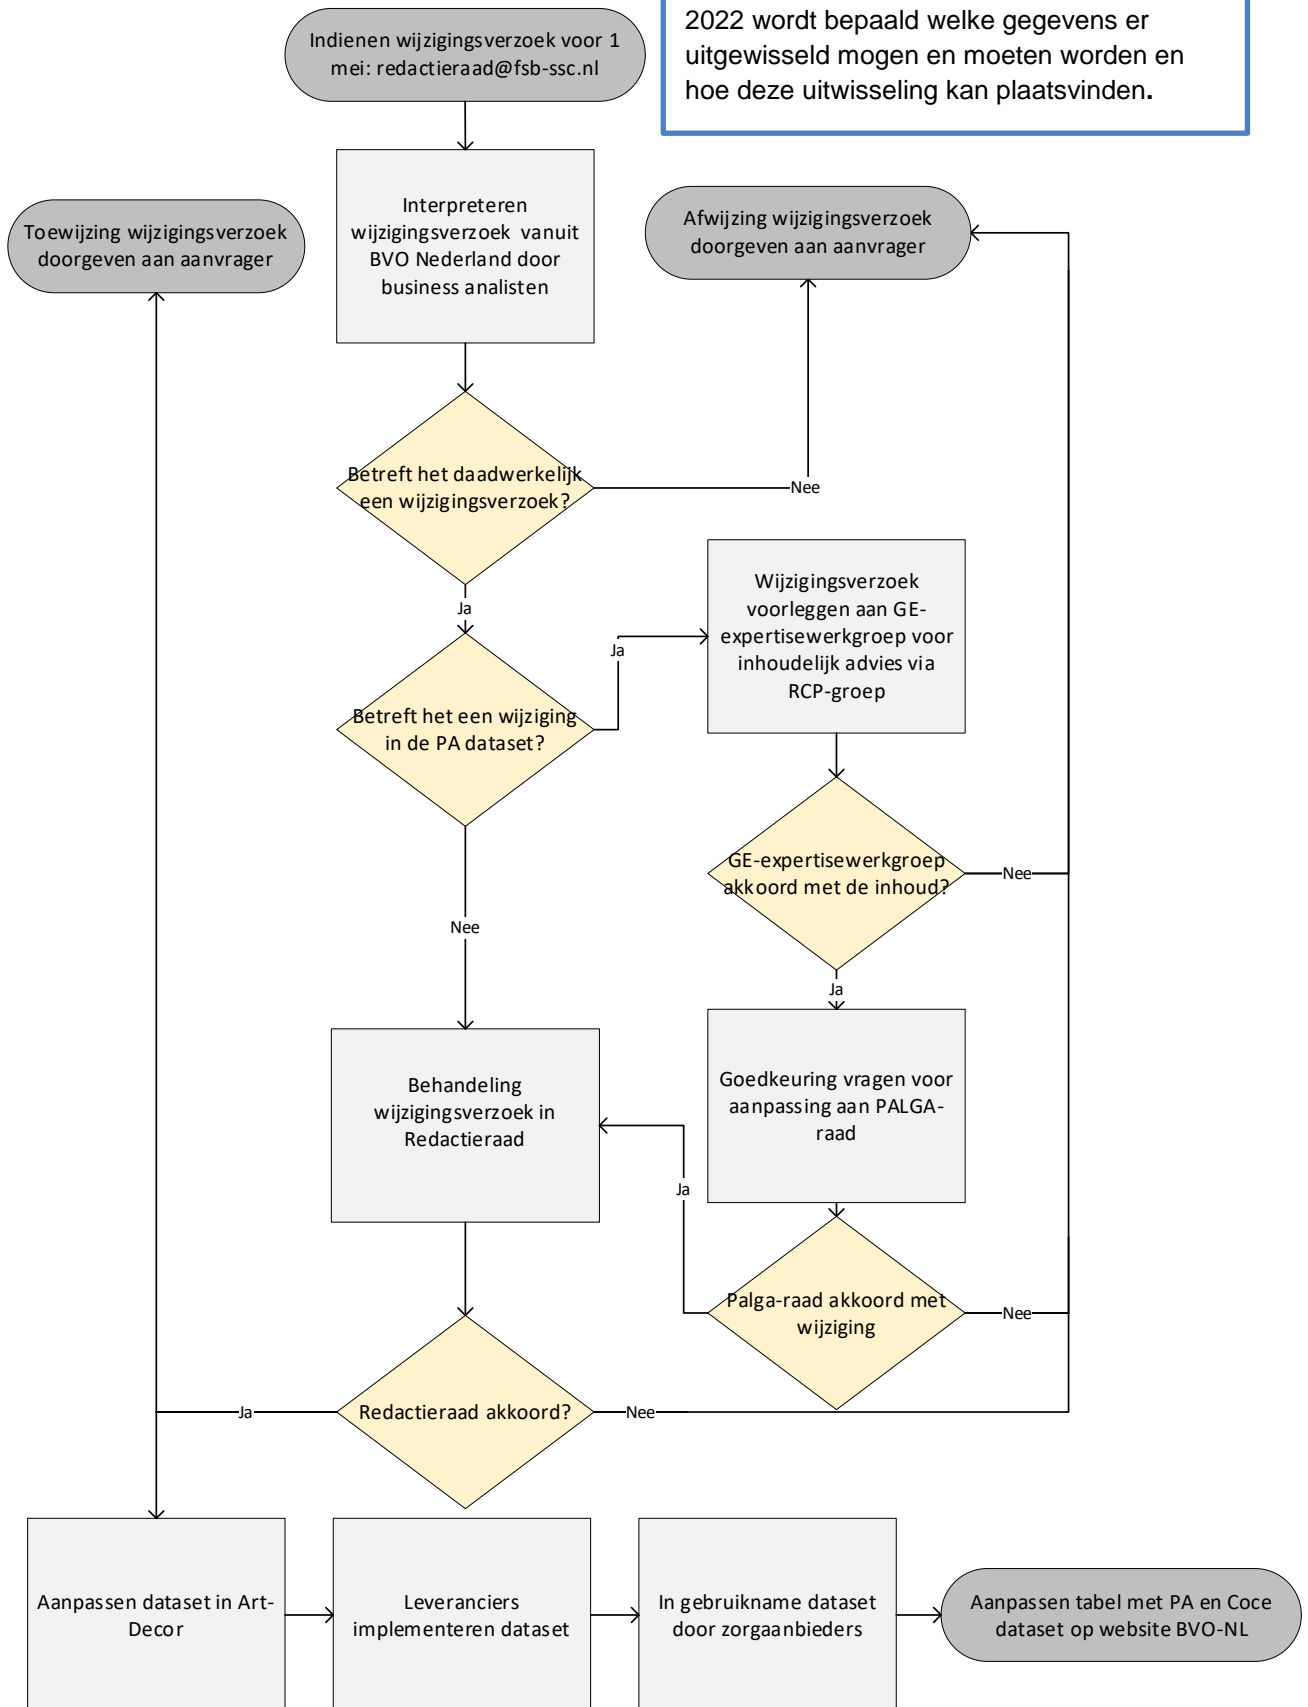 2022 wordt bepaald welke gegevens er
uitgewisseld mogen en moeten worden en
hoe deze uitwisseling kan plaatsvinden.
Indienen wijzigingsverzoek voor 1
mei: redactieraad@fsb-ssc.nl
Interpreteren
wijzigingsverzoek vanuit
BVO Nederland door
business analisten
Toewijzing wijzigingsverzoek
doorgeven aan aanvrager
Afwijzing wijzigingsverzoek
doorgeven aan aanvrager
Betreft het daadwerkelijk
een wijzigingsverzoek?
Nee
Ja
Wijzigingsverzoek
voorleggen aan GE-
expertisewerkgroep voor
inhoudelijk advies via
RCP-groep
Ja
Betreft het een wijziging
in de PA dataset?
GE-expertisewerkgroep
akkoord met de inhoud?
Nee
Nee
Ja
Behandeling
wijzigingsverzoek in
Redactieraad
Goedkeuring vragen voor
aanpassing aan PALGA-
raad
Ja
Palga-raad akkoord met
wijziging
Nee
Ja
Redactieraad akkoord?
Nee
Aanpassen dataset in Art-
Decor
Leveranciers
implementeren dataset
In gebruikname dataset
door zorgaanbieders
Aanpassen tabel met PA en Coce
dataset op website BVO-NL